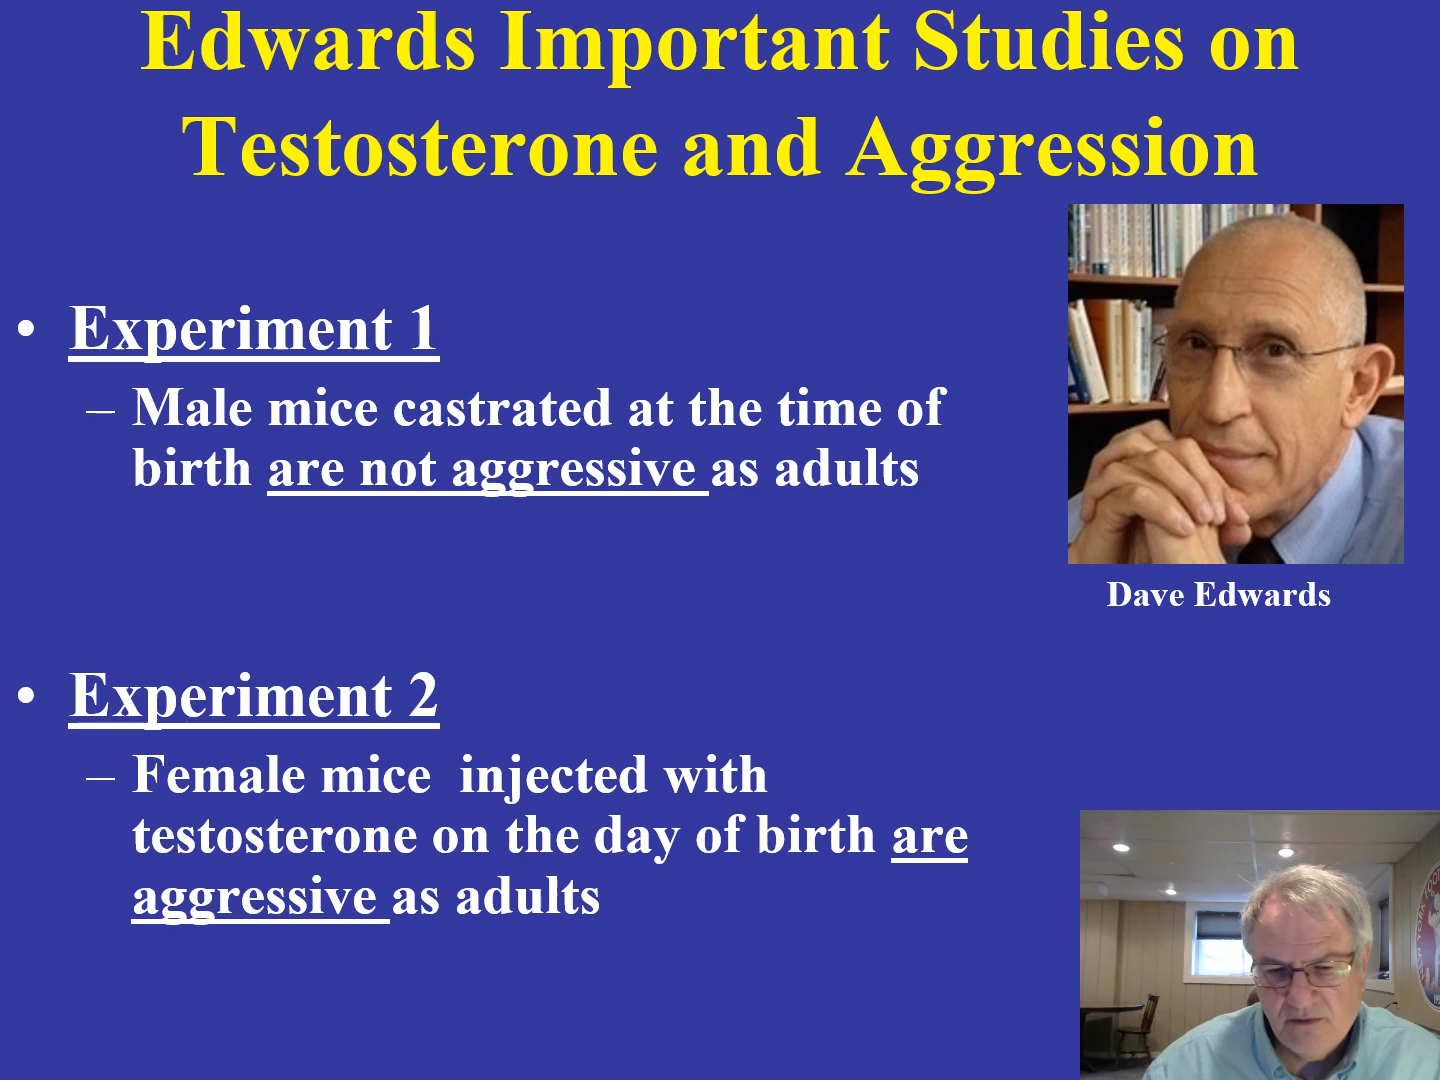 Edwards Important Studies on
Testosterone and Aggression
• Experiment 1
– Male mice castrated at the time of
birth are not aggressive as adults
Dave Edwards
• Experiment 2
– Female mice injected with
testosterone on the day of birth are
aggressive as adults